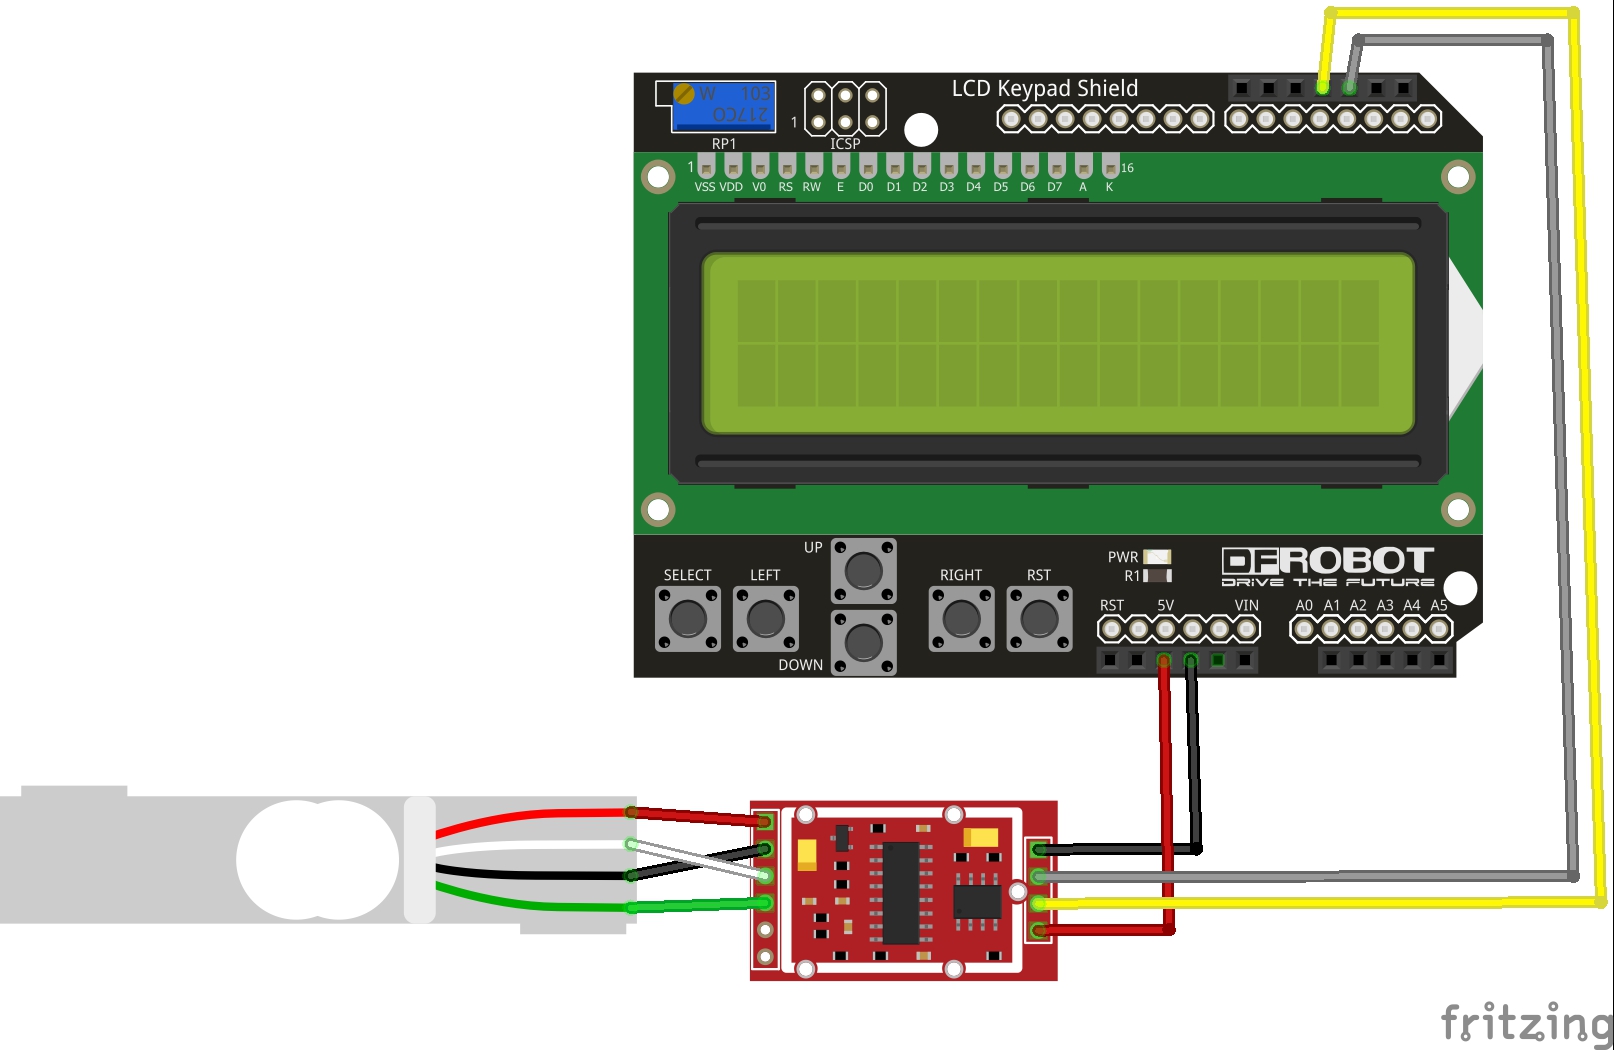 LCD Keypad Shield
W 103
217CO
1
RP1
ICSP
1
16
VSS VDD V0 RS RW E D0 D1 D2 D3 D4 D5 D6 D7 A K
UP
SELECT
LEFT
DOWN
RIGHT
RST
PWR
R1
DFROBOT
DRIVE THE FUTURE
RST 5V VIN
A0 A1 A2 A3 A4 A5
fritzing